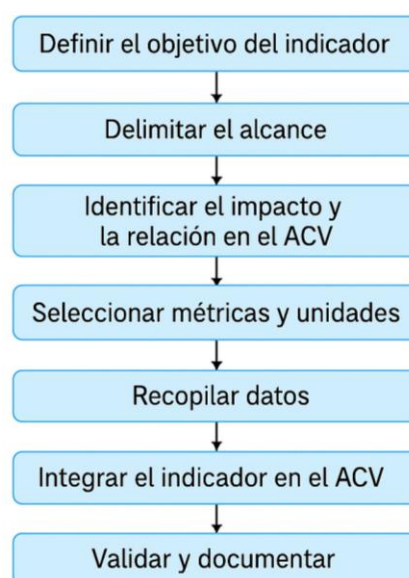 Definir el objetivo del indicador
Delimitar el alcance
Identificar el impacto y
la relación en el ACV
Seleccionar métricas y unidades
Recopilar datos
Integrar el indicador en el ACV
Validar y documentar